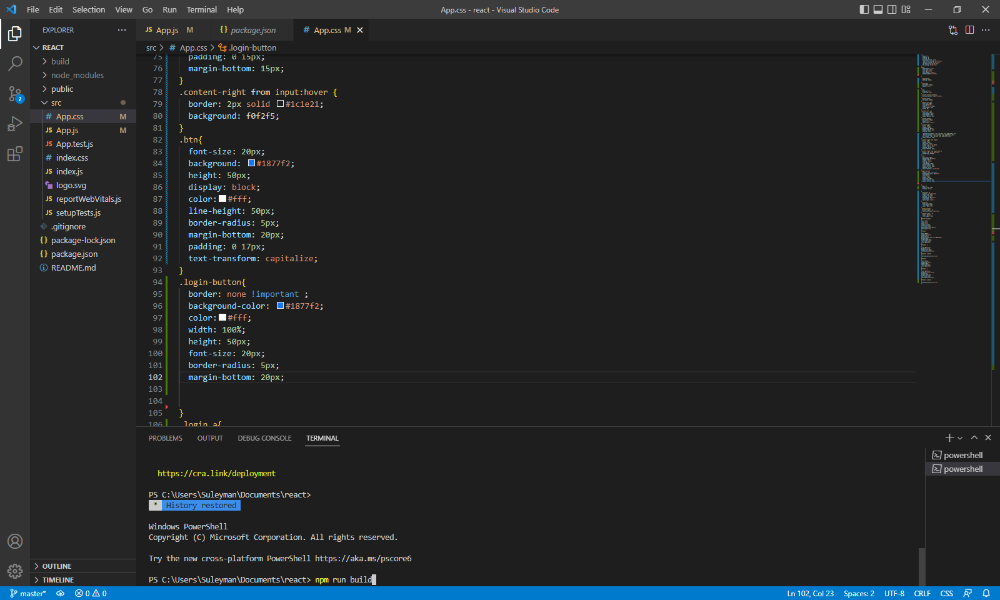 File Edit Selection View Go Run Terminal Help
App.css - react - Visual Studio Code
EXPLORER
REACT
build
node_modules
public
src
# App.css M
JS App.js M
JS App.test.js
# index.css
JS index.js
logo.svg
JS reportWebVitals.js
JS setupTests.js
.gitignore
{} package-lock.json
{} package.json
README.md
OUTLINE
TIMELINE
2
JS App.js M
{} package.json
# App.css M
src > # App.css > .login-button
75 padding: 0 15px;
76 margin-bottom: 15px;
77 }
78 .content-right from input:hover {
79 border: 2px solid #1c1e21;
80 background: f0f2f5;
81 }
82 .btn{
83 font-size: 20px;
84 background: #1877f2;
85 height: 50px;
86 display: block;
87 color: #fff;
88 line-height: 50px;
89 border-radius: 5px;
90 margin-bottom: 20px;
91 padding: 0 17px;
92 text-transform: capitalize;
93 }
94 .login-button{
95 border: none !important ;
96 background-color: #1877f2;
97 color: #fff;
98 width: 100%;
99 height: 50px;
100 font-size: 20px;
101 border-radius: 5px;
102 margin-bottom: 20px;
103
104
105 }
106 .login a{
PROBLEMS OUTPUT DEBUG CONSOLE TERMINAL
https://cra.link/deployment
PS C:\Users\Suleyman\Documents\react>
* History restored
Windows PowerShell
Copyright (C) Microsoft Corporation. All rights reserved.
Try the new cross-platform PowerShell https://aka.ms/pscore6
PS C:\Users\Suleyman\Documents\react> npm run build
powershell
powershell
master* 0 0
Ln 102, Col 23 Spaces: 2 UTF-8 CRLF CSS